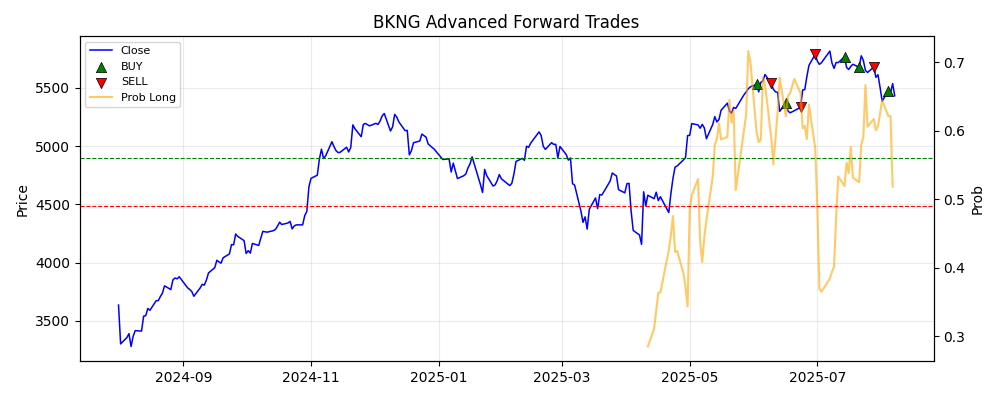 BKNG Advanced Forward Trades
Close
BUY
SELL
Prob Long
Price
5500
5000
4500
4000
3500
0.7
0.6
0.5
0.4
0.3
Prob
2024-09
2024-11
2025-01
2025-03
2025-05
2025-07